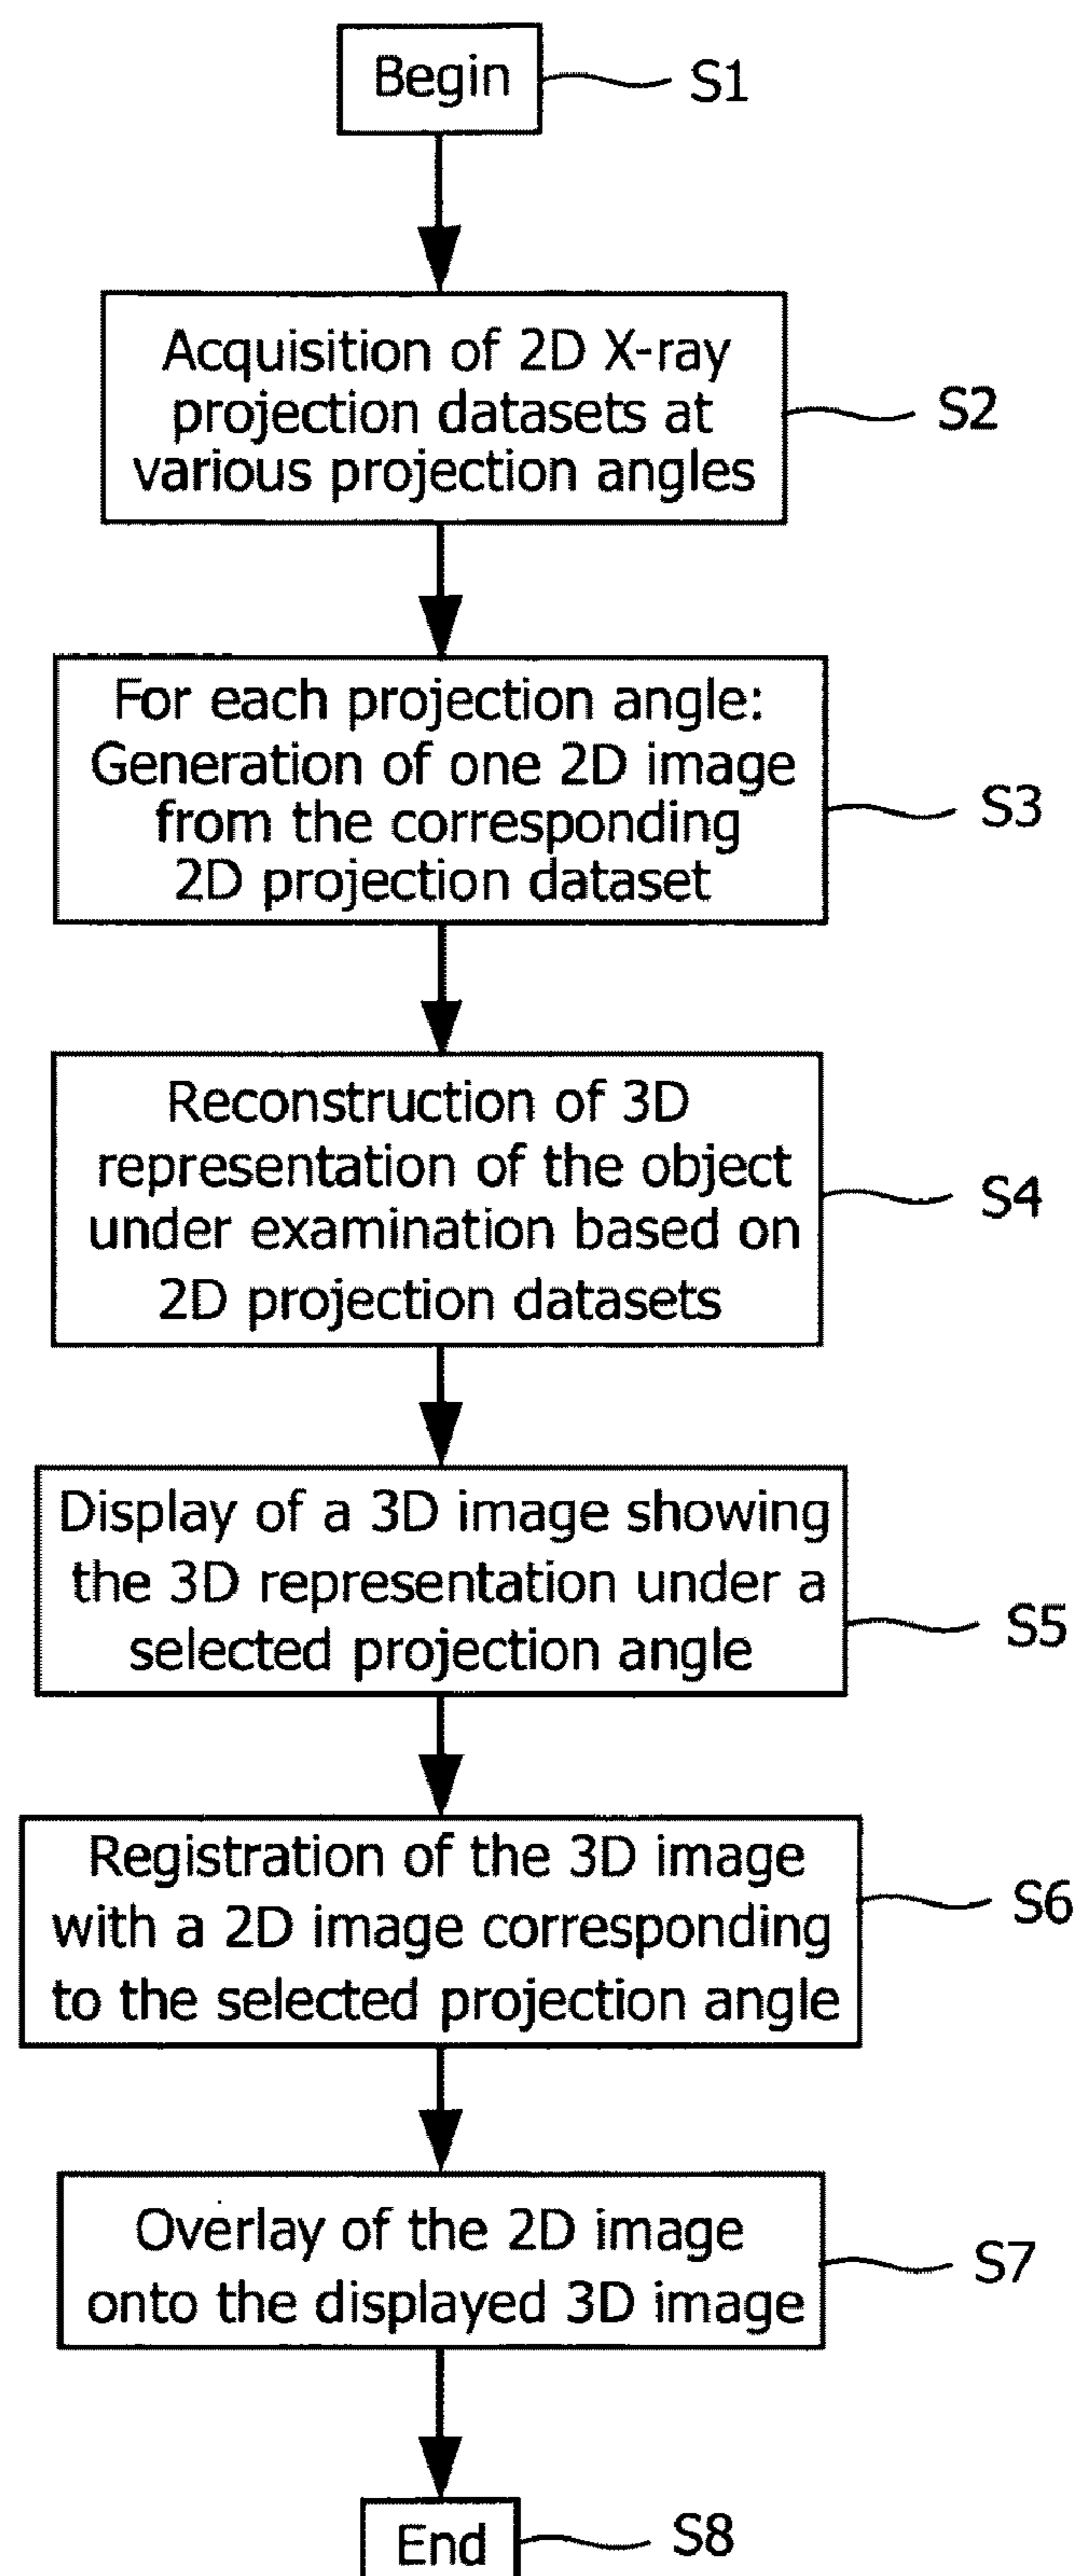 Begin
S1
Acquisition of 2D X-ray
projection datasets at
various projection angles
S2
For each projection angle:
Generation of one 2D image
from the corresponding
2D projection dataset
S3
Reconstruction of 3D
representation of the object
under examination based on
2D projection datasets
S4
Display of a 3D image showing
the 3D representation under a
selected projection angle
S5
Registration of the 3D image
with a 2D image corresponding
to the selected projection angle
S6
Overlay of the 2D image
onto the displayed 3D image
S7
End
S8